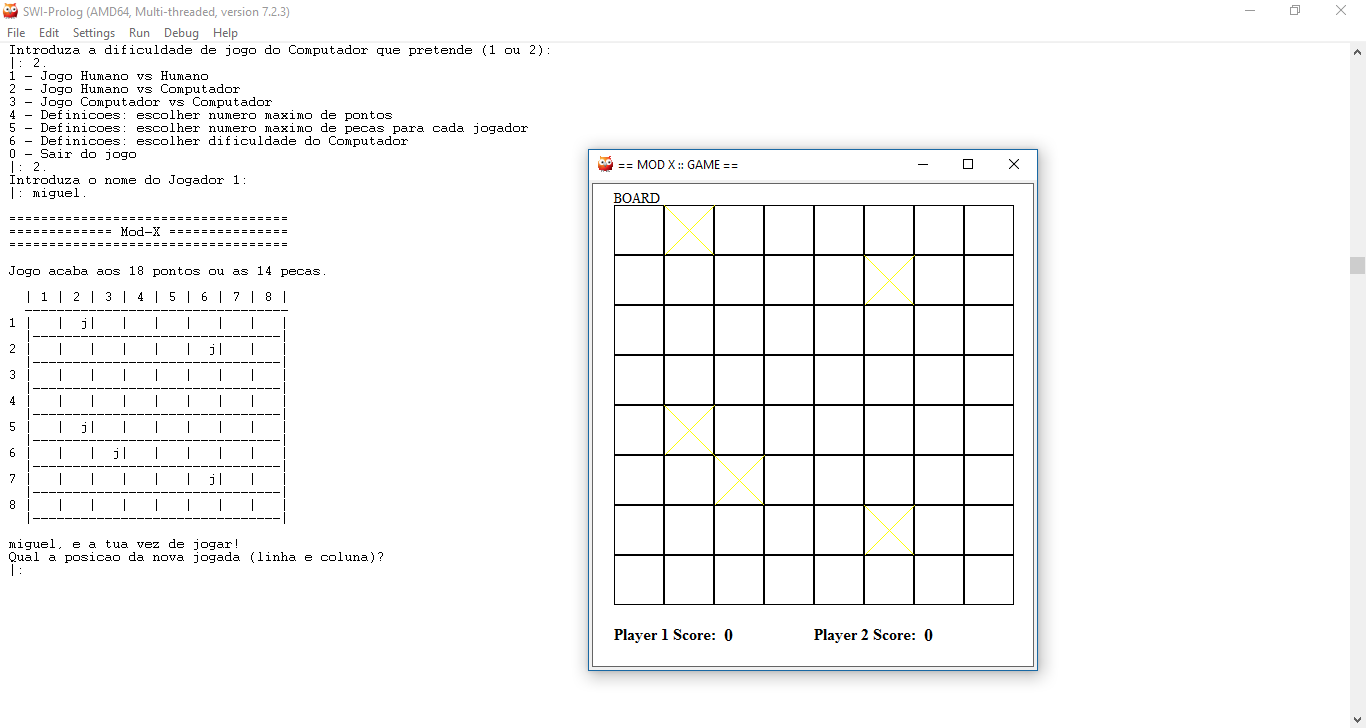 SWI-Prolog (AMD64, Multi-threaded, version 7.2.3)
File Edit Settings Run Debug Help
Introduza a dificuldade de jogo do Computador que pretende (1 ou 2):
|: 2.
1 - Jogo Humano vs Humano
2 - Jogo Humano vs Computador
3 - Jogo Computador vs Computador
4 - Definicoes: escolher numero maximo de pontos
5 - Definicoes: escolher numero maximo de pecas para cada jogador
6 - Definicoes: escolher dificuldade do Computador
0 - Sair do jogo
|: 2.
Introduza o nome do Jogador 1:
|: miguel.
===================================
============= Mod-X ===============
===================================
Jogo acaba aos 18 pontos ou as 14 pecas.
| 1 | 2 | 3 | 4 | 5 | 6 | 7 | 8 |
---------------------------------
1 |   |  j|   |   |   |   |   |   |
|-------------------------------|
2 |   |   |   |   |   |  j|   |   |
|-------------------------------|
3 |   |   |   |   |   |   |   |   |
|-------------------------------|
4 |   |   |   |   |   |   |   |   |
|-------------------------------|
5 |   |  j|   |   |   |   |   |   |
|-------------------------------|
6 |   |   |  j|   |   |   |   |   |
|-------------------------------|
7 |   |   |   |   |   |  j|   |   |
|-------------------------------|
8 |   |   |   |   |   |   |   |   |
|-------------------------------|
miguel, e a tua vez de jogar!
Qual a posicao da nova jogada (linha e coluna)?
|:
== MOD X :: GAME ==
BOARD
Player 1 Score: 0 Player 2 Score: 0